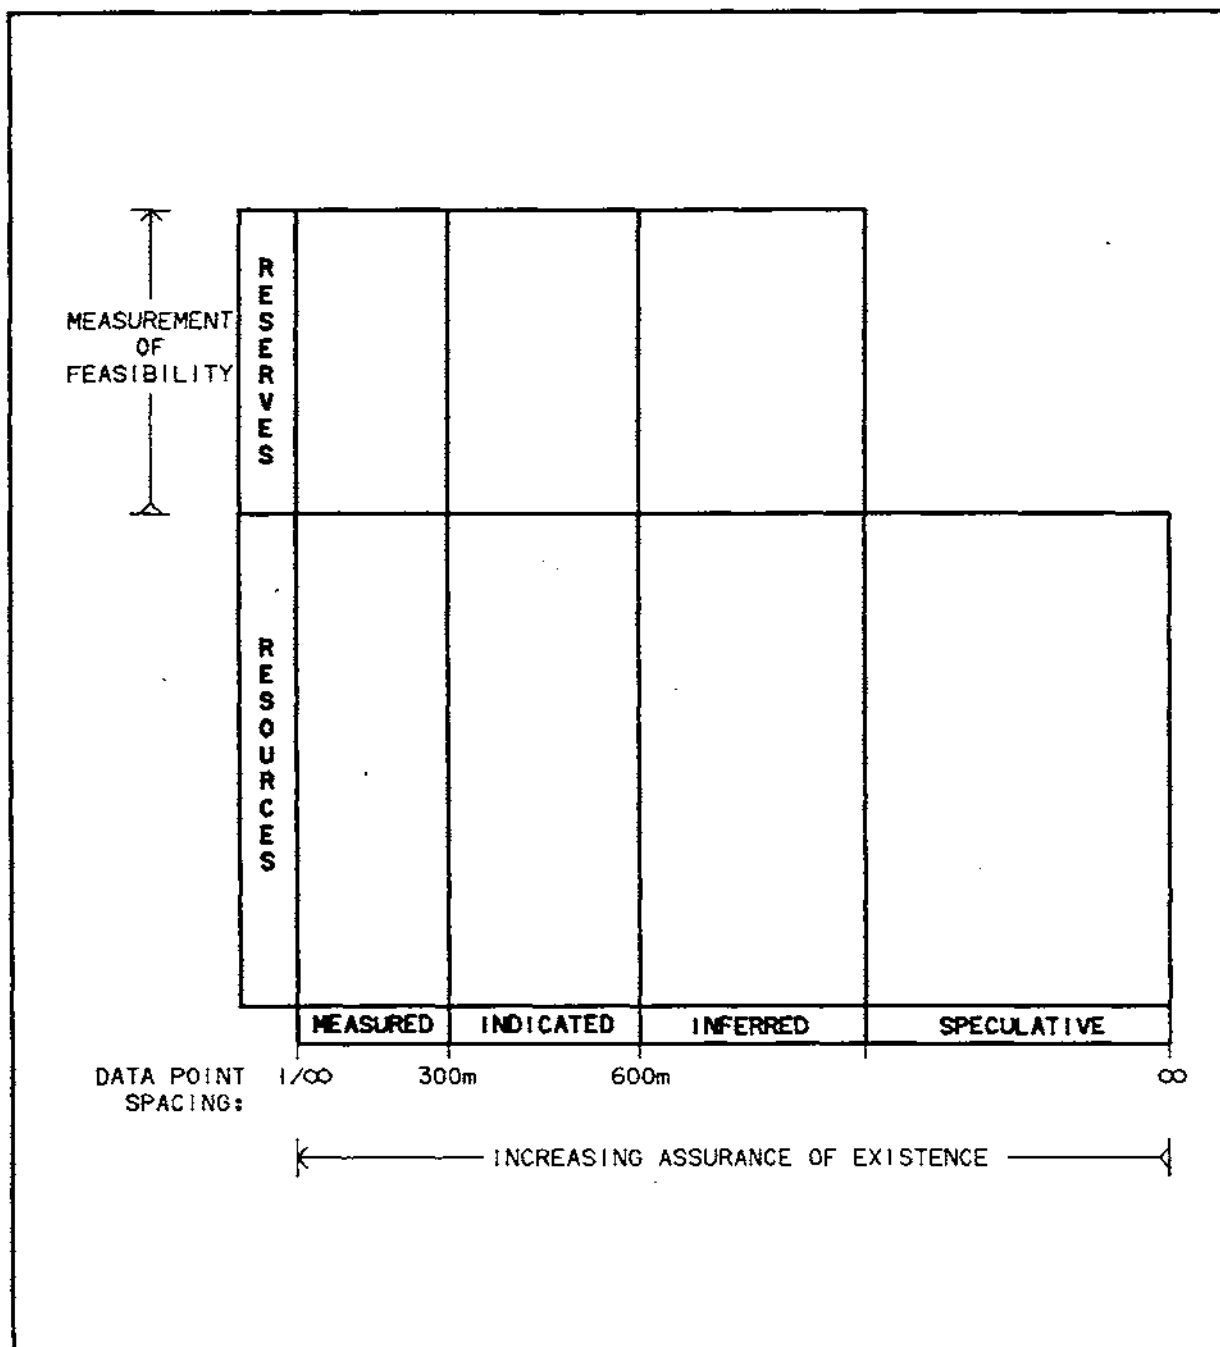 RESERVES
MEASUREMENT
OF
FEASIBILITY
RESOURCES
MEASURED INDICATED INFERRED SPECULATIVE
DATA POINT 1/∞ 300m 600m ∞
SPACING:
INCREASING ASSURANCE OF EXISTENCE